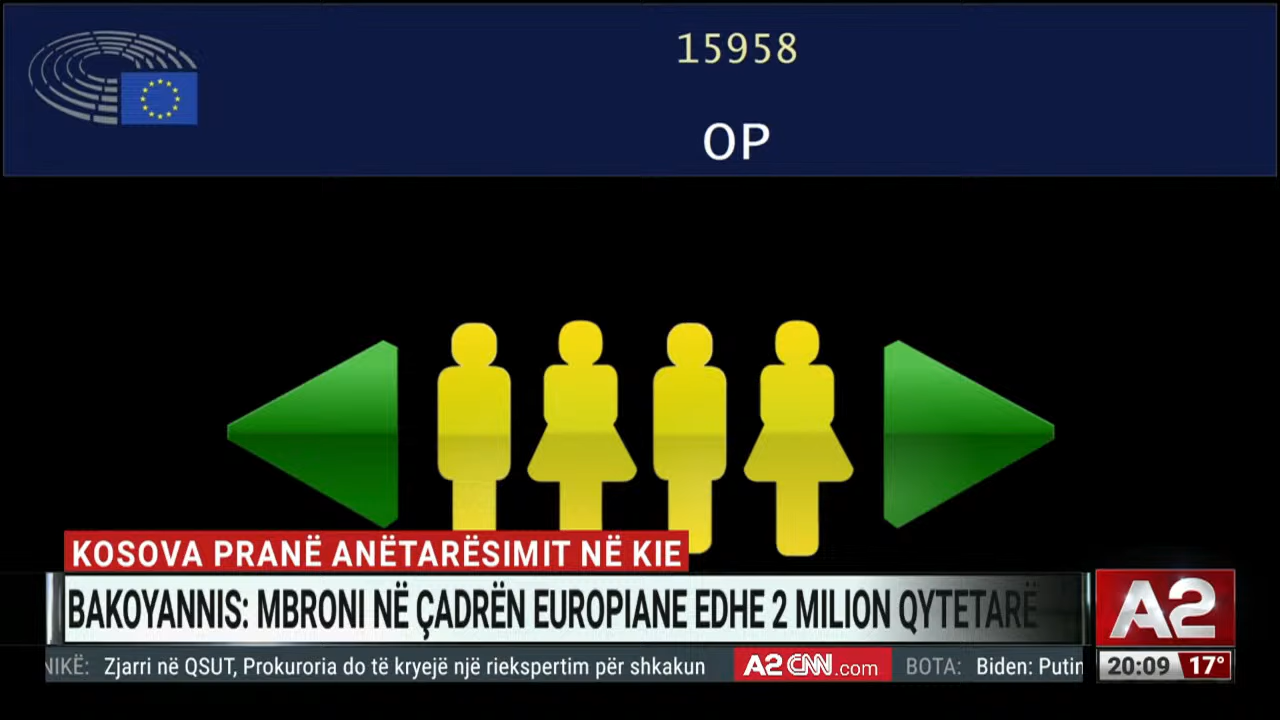 15958
OP
KOSOVA PRANË ANËTARËSIMIT NË KIE
BAKOYANNIS: MBRONI NË ÇADRËN EUROPIANE EDHE 2 MILION QYTETARË
A2
NIKË: Zjarri në QSUT, Prokuroria do të kryejë një riekspertim për shkakun A2 CNN.com BOTA: Biden: Putin
20:09 17°